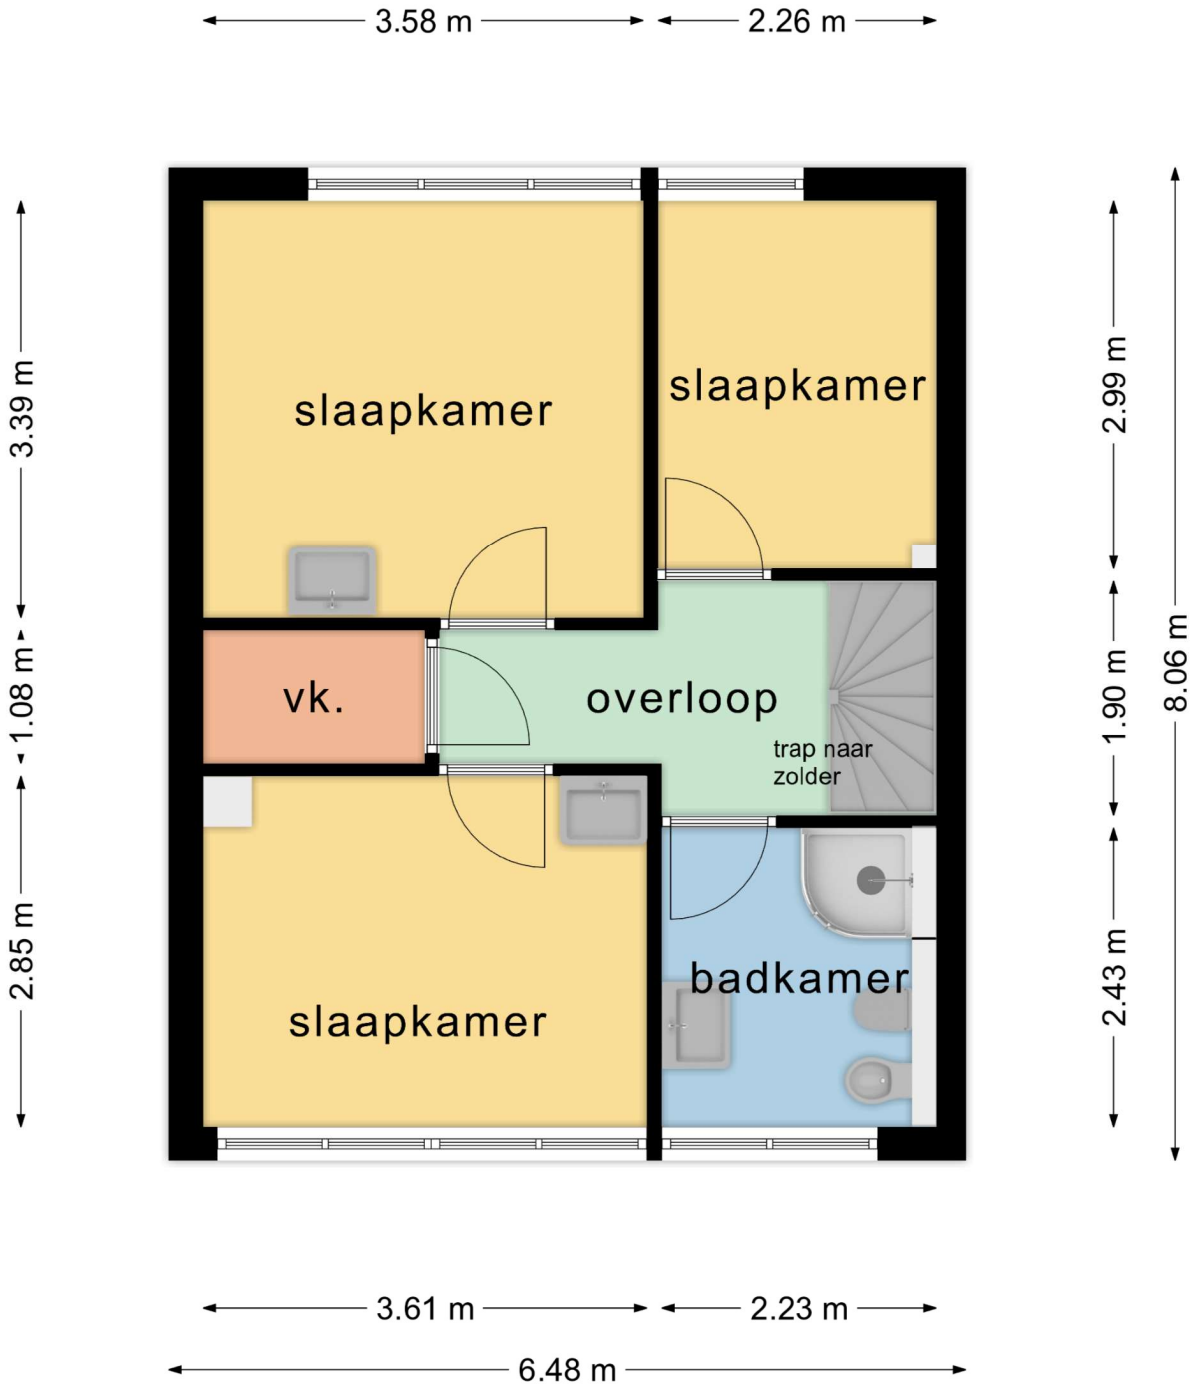 3.58 m
2.26 m
slaapkamer
slaapkamer
3.39 m
2.99 m
vk.
overloop
trap naar
zolder
1.08 m
1.90 m
8.06 m
slaapkamer
badkamer
2.85 m
2.43 m
3.61 m
2.23 m
6.48 m